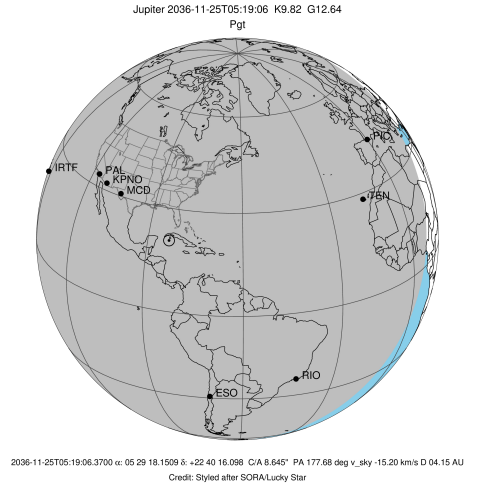 Jupiter 2036-11-25T05:19:06 K9.82 G12.64
Pgt
PIC
IRTF
PAL
KPNO
MCD
TEN
RIO
ESO
2036-11-25T05:19:06.3700 α: 05 29 18.1509 δ: +22 40 16.098 C/A 8.645" PA 177.68 deg v_sky -15.20 km/s D 04.15 AU
Credit: Styled after SORA/Lucky Star